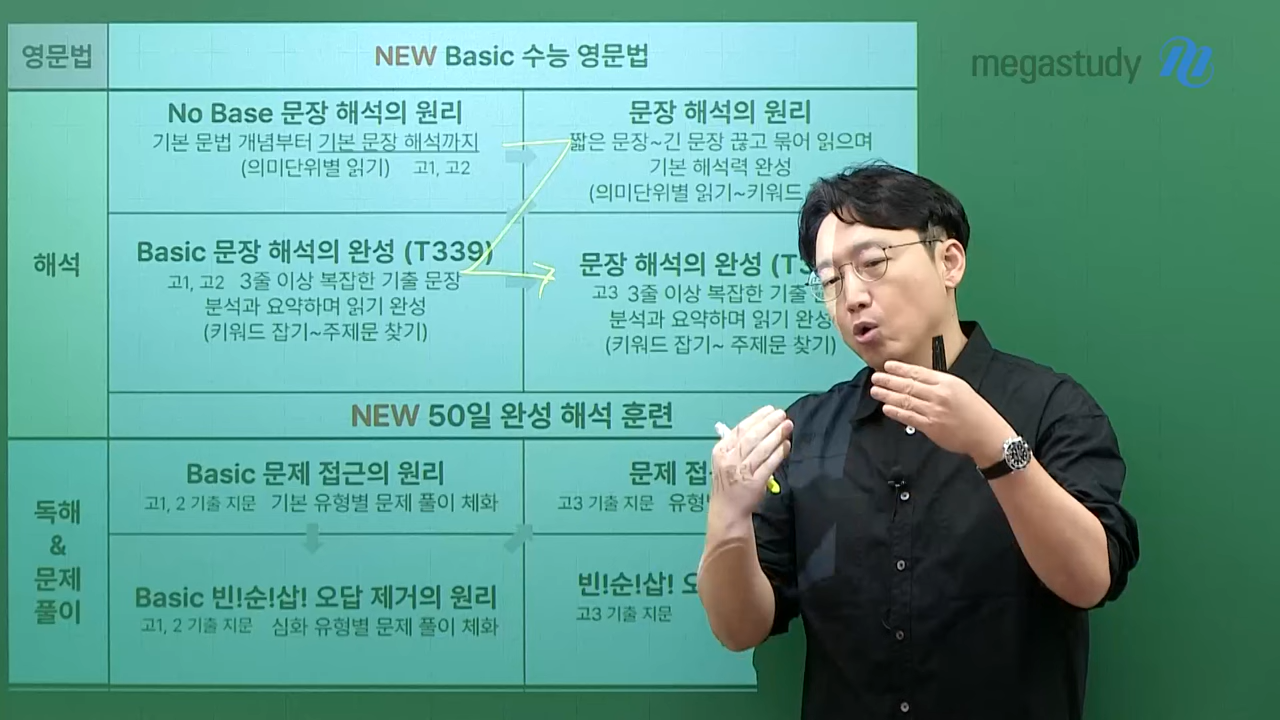 영문법
NEW Basic 수능 영문법
megastudy
해석
No Base 문장 해석의 원리
기본 문법 개념부터 기본 문장 해석까지
(의미단위별 읽기) 고1, 고2
문장 해석의 원리
짧은 문장~긴 문장 끊고 묶어 읽으며
기본 해석력 완성
(의미단위별 읽기~키워드
Basic 문장 해석의 완성 (T339)
고1, 고2 3줄 이상 복잡한 기출 문장
분석과 요약하며 읽기 완성
(키워드 잡기~주제문 찾기)
문장 해석의 완성
고3 3줄 이상 복잡한 기출
분석과 요약하며 읽기 완성
(키워드 잡기~ 주제문 찾기)
NEW 50일 완성 해석 훈련
독해
&
문제
풀이
Basic 문제 접근의 원리
고1, 2 기출 지문 기본 유형별 문제 풀이 체화
문제
고3 기출 지문
Basic 빈!순!삽! 오답 제거의 원리
고1, 2 기출 지문 심화 유형별 문제 풀이 체화
빈!순!삽!
고3 기출 지문